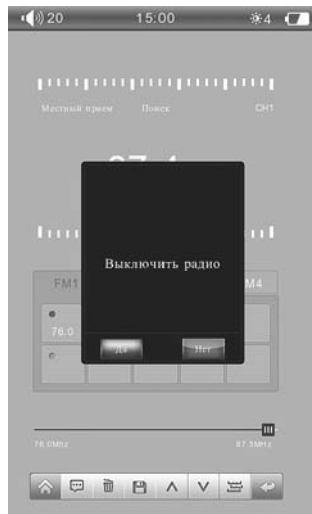 20 15:00 4
Местный прием Поиск CH1
Выключить радио
FM1 M4
76.0
Да Нет
76.0MHz 87.5MHz